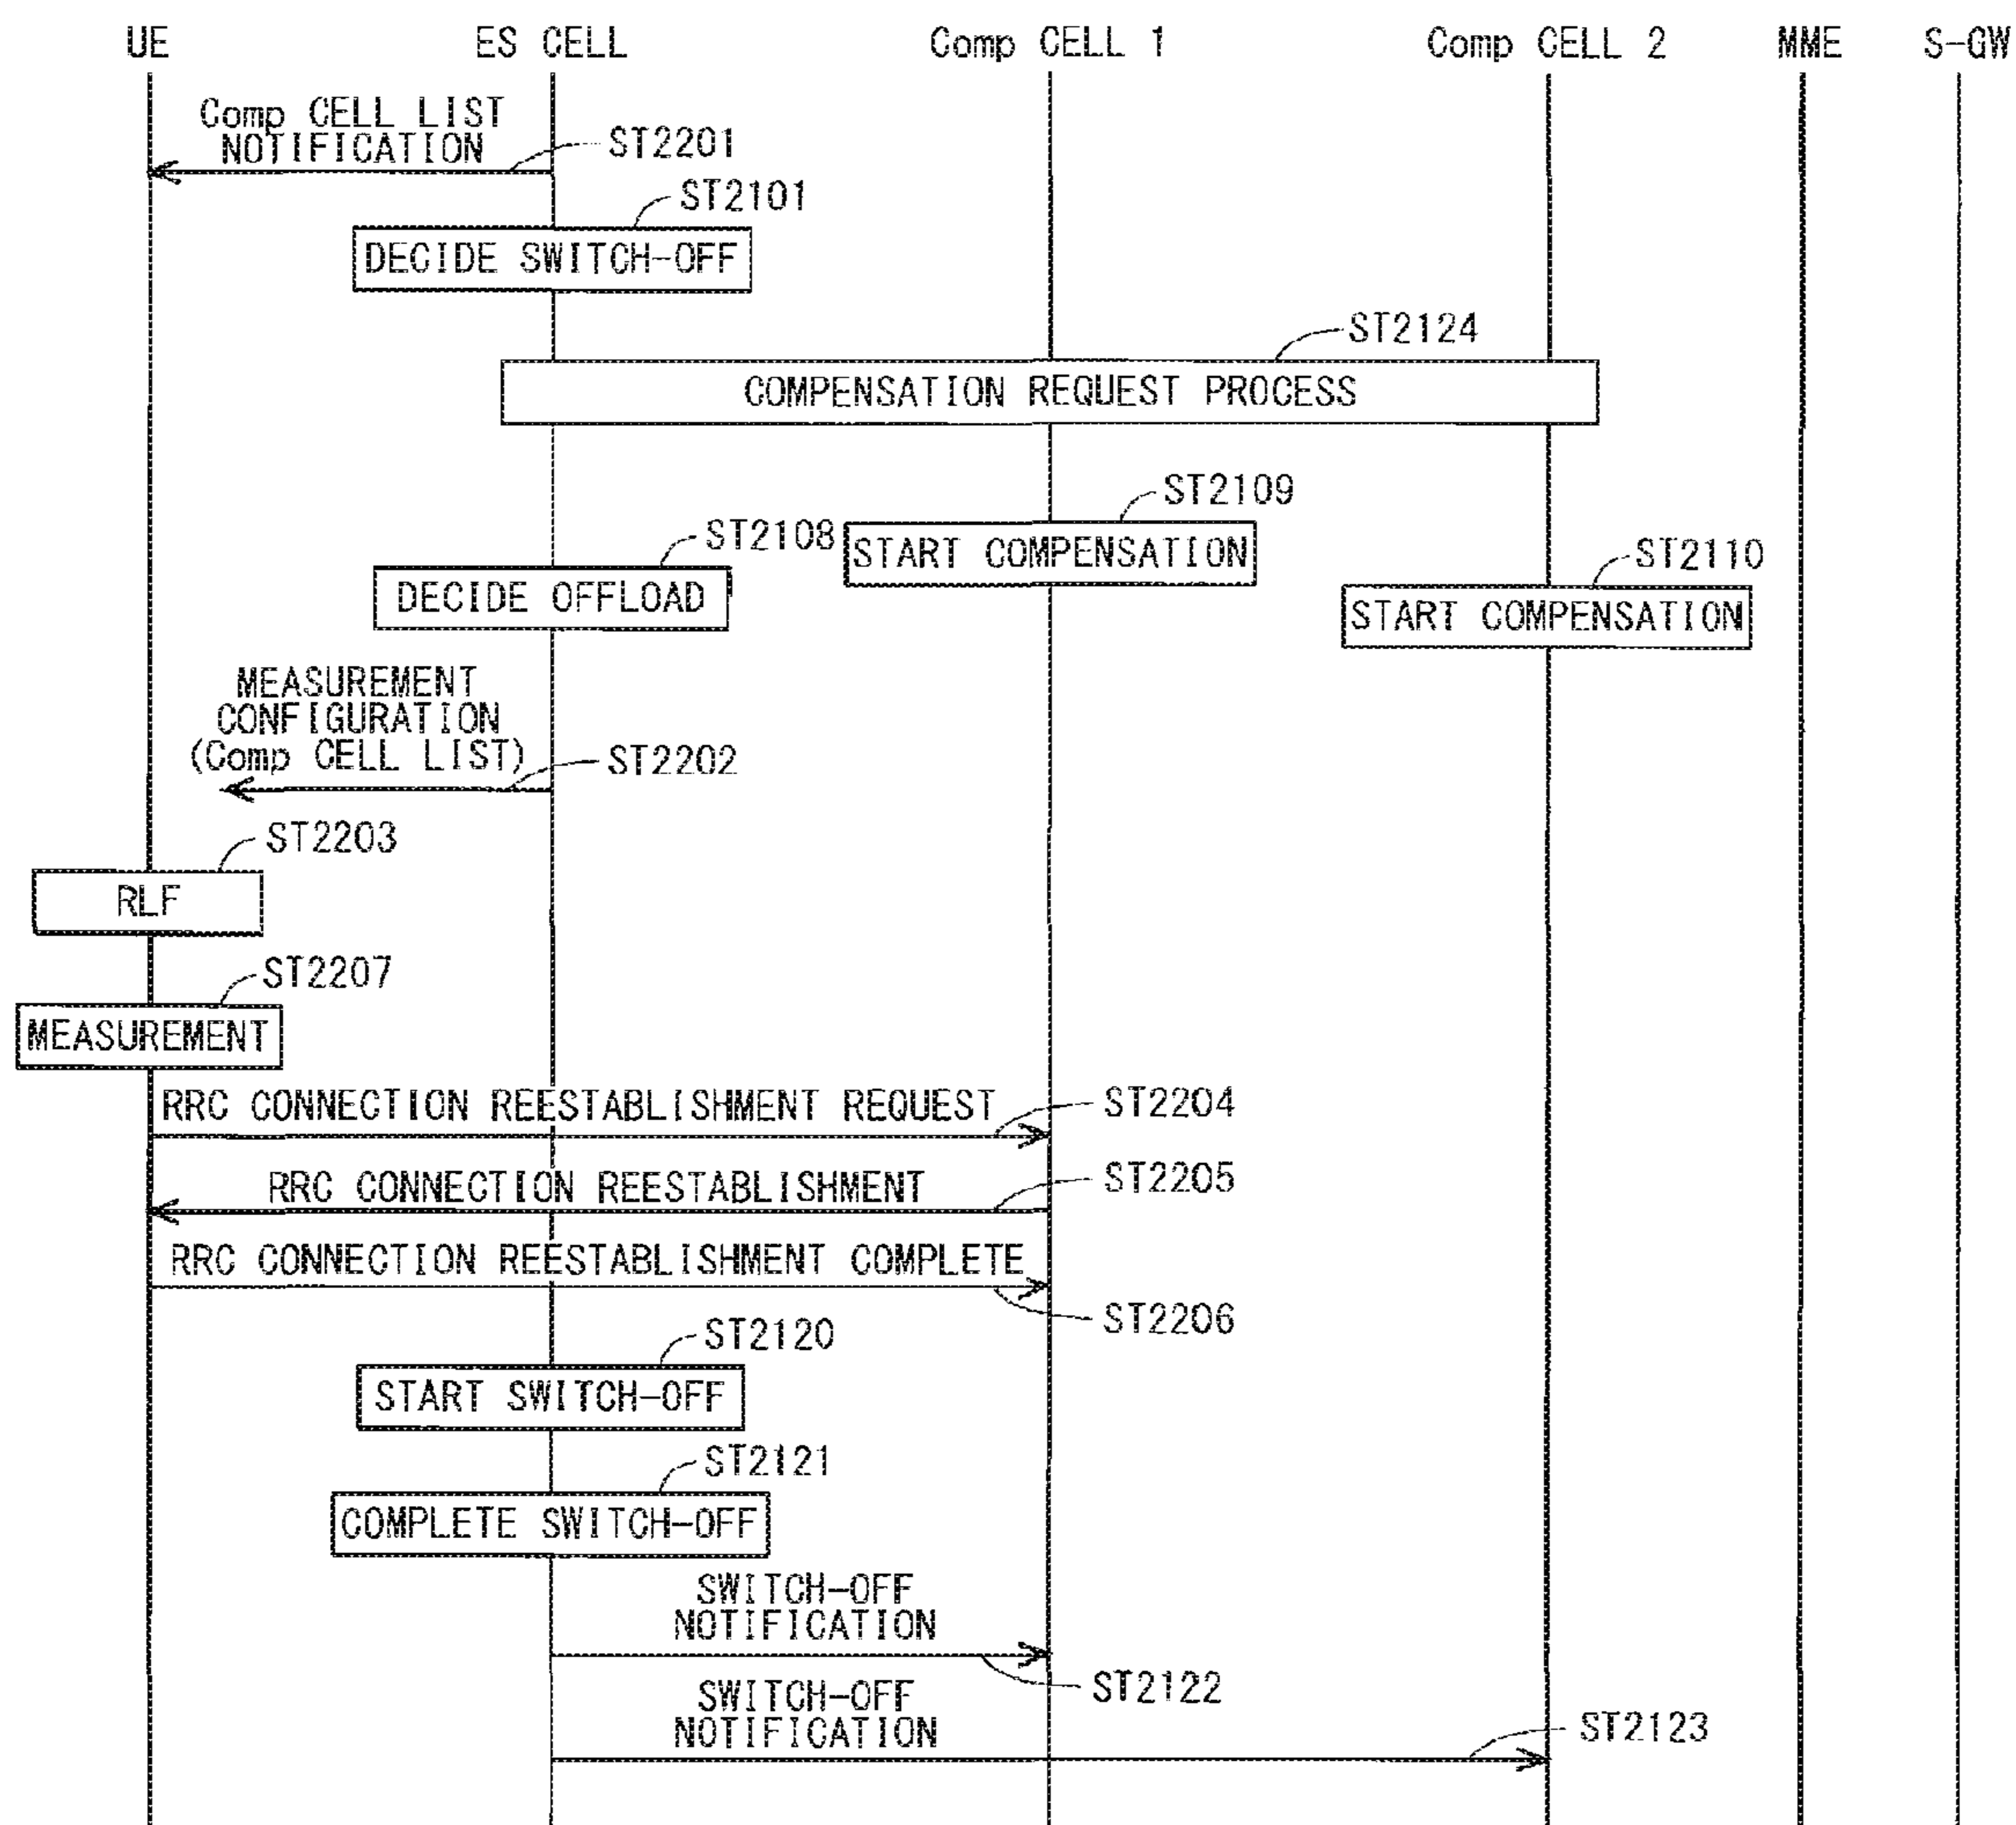 UE
ES CELL
Comp CELL 1
Comp CELL 2
MME
S-GW
Comp CELL LIST
NOTIFICATION
ST2201
ST2101
DECIDE SWITCH-OFF
ST2124
COMPENSATION REQUEST PROCESS
ST2109
START COMPENSATION
ST2108
DECIDE OFFLOAD
ST2110
START COMPENSATION
MEASUREMENT
CONFIGURATION
(Comp CELL LIST)
ST2202
ST2203
RLF
ST2207
MEASUREMENT
RRC CONNECTION REESTABLISHMENT REQUEST
ST2204
RRC CONNECTION REESTABLISHMENT
ST2205
RRC CONNECTION REESTABLISHMENT COMPLETE
ST2206
ST2120
START SWITCH-OFF
ST2121
COMPLETE SWITCH-OFF
SWITCH-OFF
NOTIFICATION
ST2122
SWITCH-OFF
NOTIFICATION
ST2123